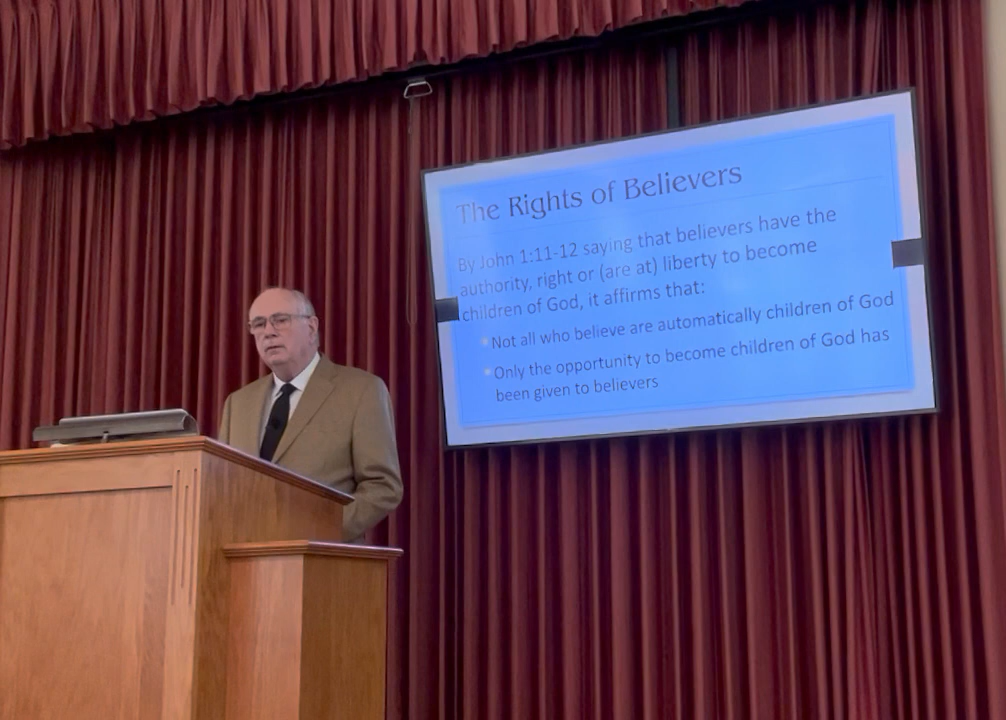 The Rights of Believers
By John 1:11-12 saying that believers have the
authority, right or (are at) liberty to become
children of God, it affirms that:
Not all who believe are automatically children of God
Only the opportunity to become children of God has
been given to believers